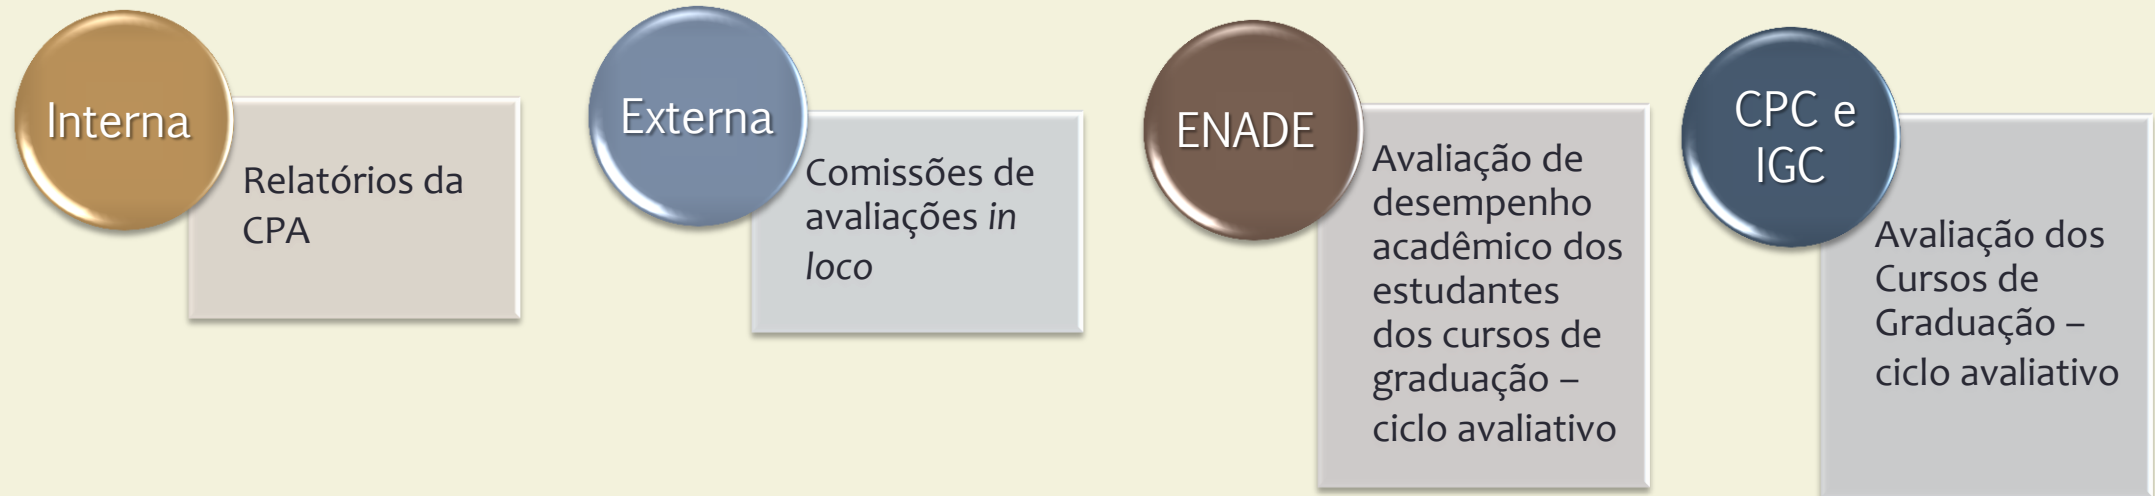 Interna
Relatórios da
CPA
Externa
Comissões de
avaliações in
loco
ENADE
Avaliação de
desempenho
acadêmico dos
estudantes
dos cursos de
graduação –
ciclo avaliativo
CPC e
IGC
Avaliação dos
Cursos de
Graduação –
ciclo avaliativo